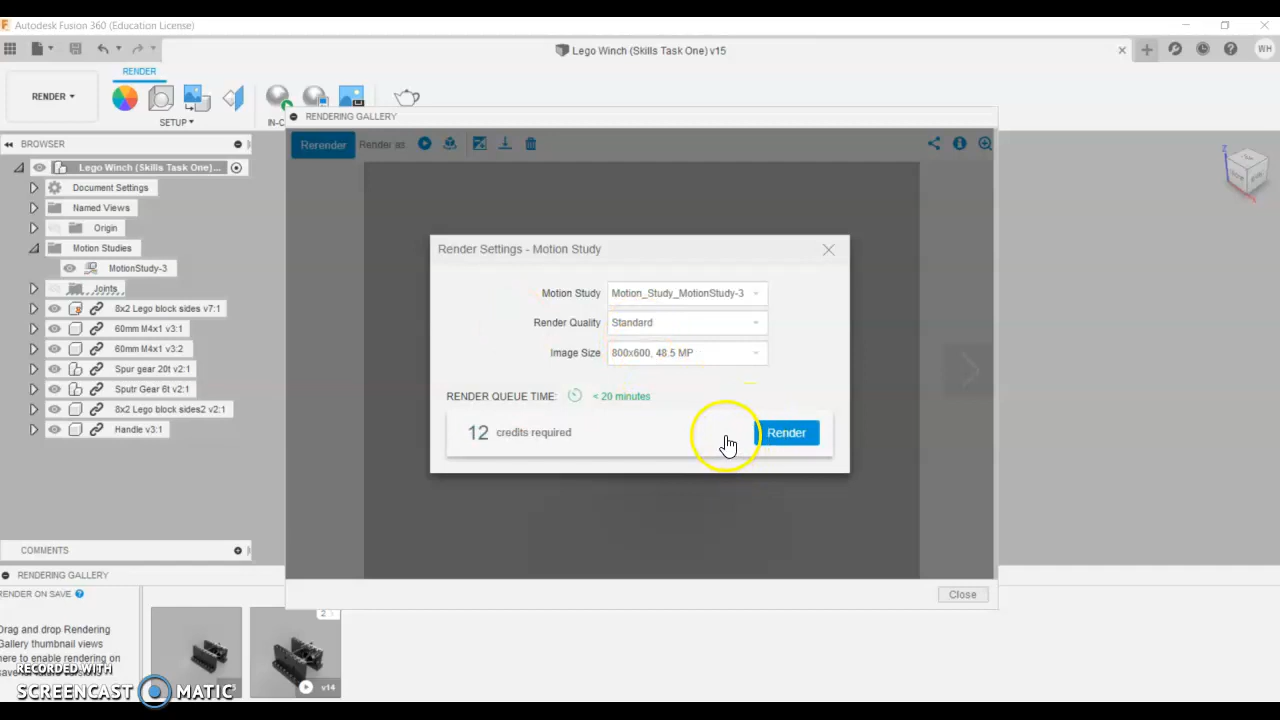 Autodesk Fusion 360 (Education License)
Lego Winch (Skills Task One) v15
WH
RENDER
RENDER
SETUP
IN-C
RENDERING GALLERY
Rerender
Render as:
BROWSER
Lego Winch (Skills Task One)...
Document Settings
Named Views
Origin
Motion Studies
MotionStudy-3
Joints
8x2 Lego block sides v7:1
60mm M4x1 v3:1
60mm M4x1 v3:2
Spur gear 20t v2:1
Sputr Gear 6t v2:1
8x2 Lego block sides2 v2:1
Handle v3:1
Render Settings - Motion Study
Motion Study
Motion_Study_MotionStudy-3
Render Quality
Standard
Image Size
800x600, 48.5 MP
RENDER QUEUE TIME:
< 20 minutes
12 credits required
Render
Close
COMMENTS
RENDERING GALLERY
RENDER ON SAVE
Drag and drop Rendering
Gallery thumbnail views
here to enable rendering on
2
v14
RECORDED WITH
SCREENCAST MATIC